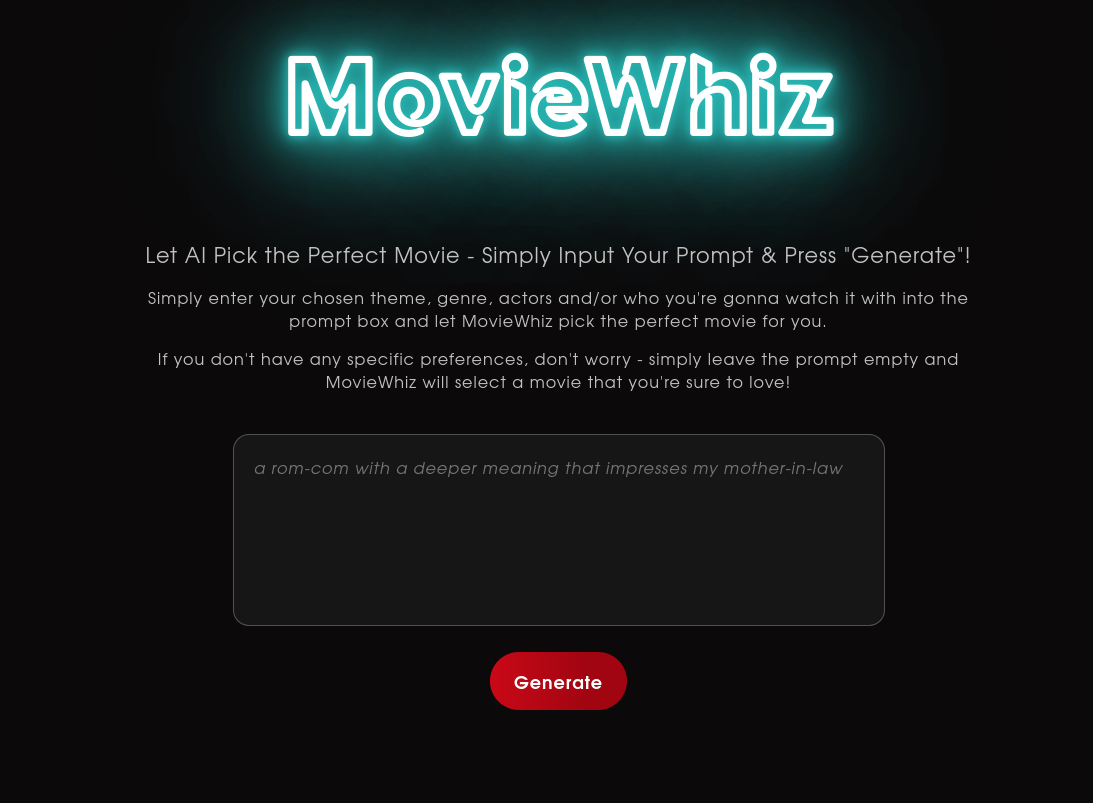 MovieWhiz
Let AI Pick the Perfect Movie - Simply Input Your Prompt & Press "Generate"!
Simply enter your chosen theme, genre, actors and/or who you're gonna watch it with into the
prompt box and let MovieWhiz pick the perfect movie for you.
If you don't have any specific preferences, don't worry - simply leave the prompt empty and
MovieWhiz will select a movie that you're sure to love!
a rom-com with a deeper meaning that impresses my mother-in-law
Generate